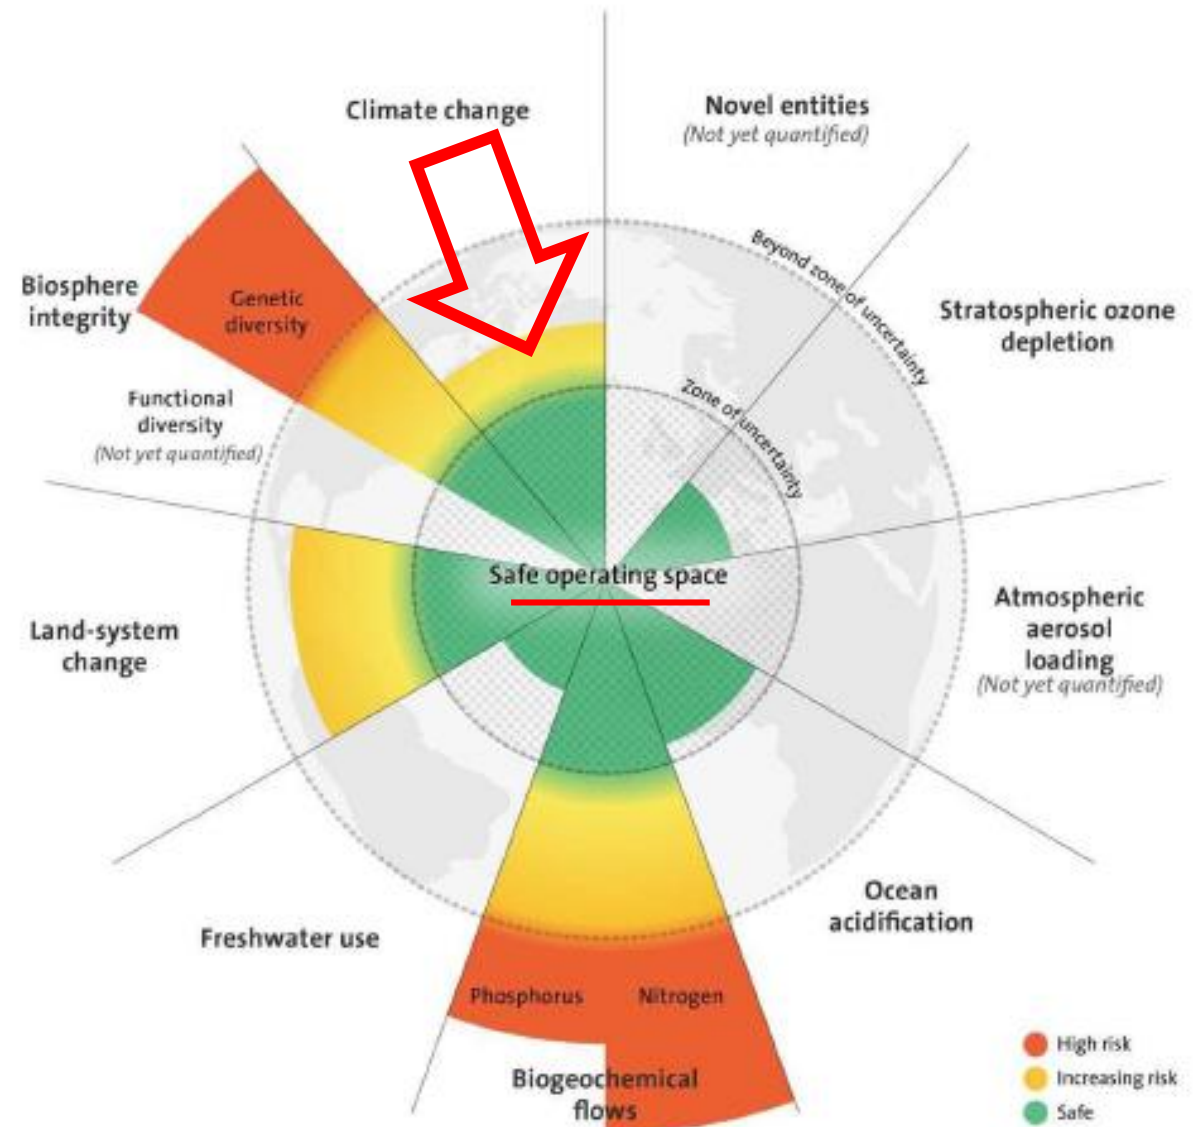 Climate change
Novel entities
(Not yet quantified)
Beyond zone of uncertainty
Biosphere
integrity
Genetic
diversity
Stratospheric ozone
depletion
Functional
diversity
(Not yet quantified)
Zone of uncertainty
Safe operating space
Land-system
change
Atmospheric
aerosol
loading
(Not yet quantified)
Ocean
acidification
Freshwater use
Phosphorus
Nitrogen
Biogeochemical
flows
High risk
Increasing risk
Safe